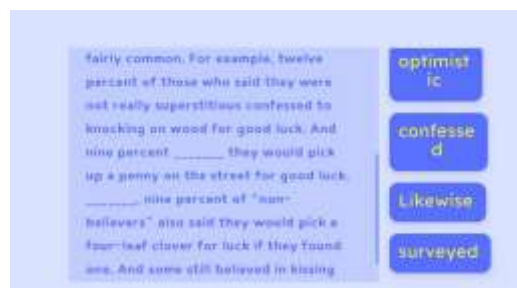 fairly common. For example, twelve
percent of those who said they were
not really superstitious confessed to
knocking on wood for good luck. And
nine percent ______ they would pick
up a penny on the street for good luck.
______, nine percent of "non-
believers" also said they would pick a
four-leaf clover for luck if they found
one. And some still believed in kissing
optimist
ic
confesse
d
Likewise
surveyed